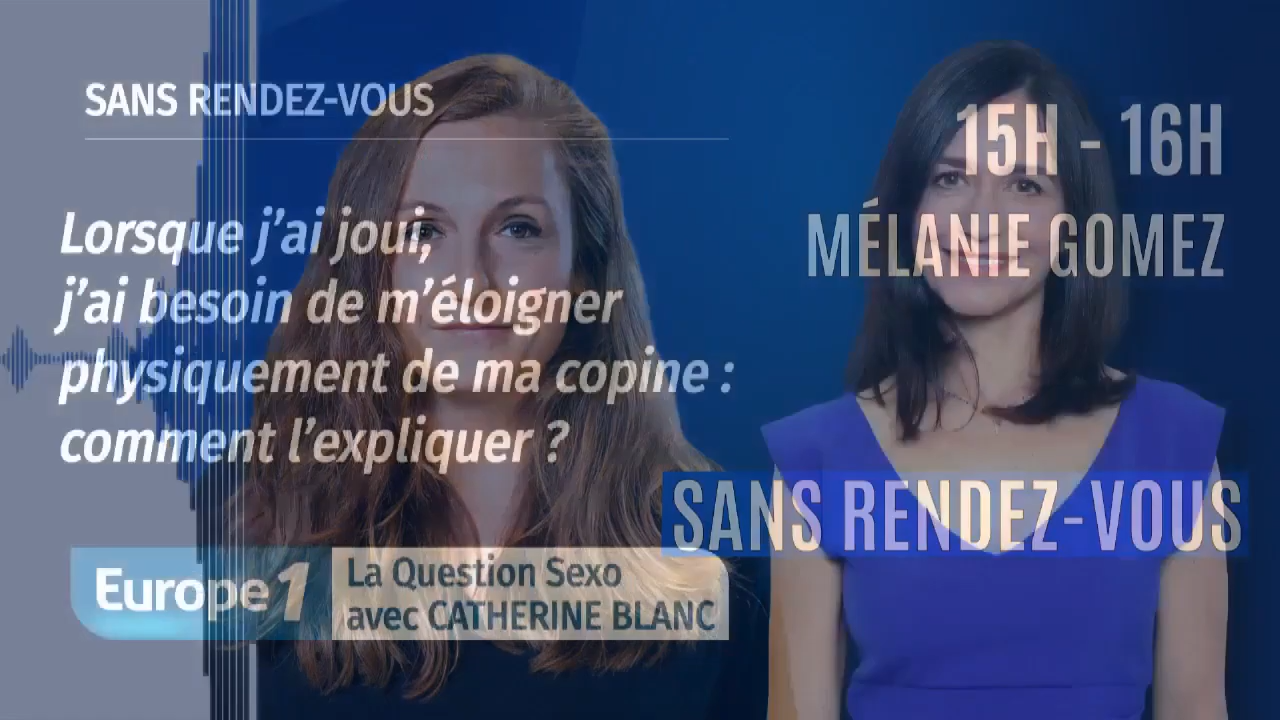 SANS RENDEZ-VOUS
Lorsque j’ai joui,
j’ai besoin de m’éloigner
physiquement de ma copine :
comment l’expliquer ?
Europe 1
La Question Sexo
avec CATHERINE BLANC
15H - 16H
MÉLANIE GOMEZ
SANS RENDEZ-VOUS